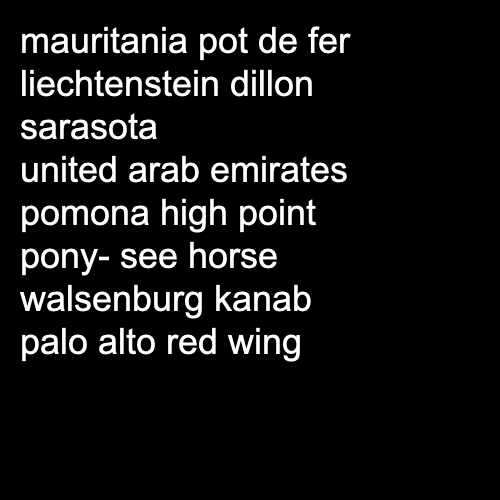 mauritania pot de fer
liechtenstein dillon
sarasota
united arab emirates
pomona high point
pony- see horse
walsenburg kanab
palo alto red wing